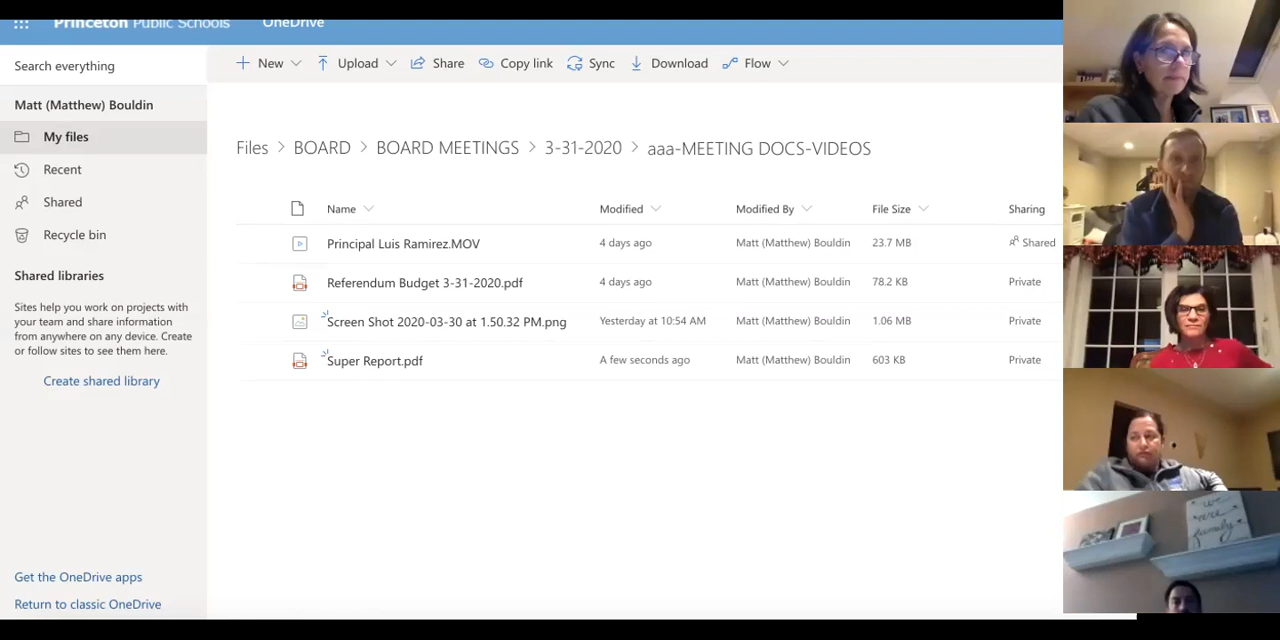 Princeton Public Schools OneDrive
Search everything
Matt (Matthew) Bouldin
My files
Recent
Shared
Recycle bin
Shared libraries
Sites help you work on projects with
your team and share information
from anywhere on any device. Create
or follow sites to see them here.
Create shared library
Get the OneDrive apps
Return to classic OneDrive
New Upload Share Copy link Sync Download Flow
Files > BOARD > BOARD MEETINGS > 3-31-2020 > aaa-MEETING DOCS-VIDEOS
Name Modified Modified By File Size Sharing
Principal Luis Ramirez.MOV 4 days ago Matt (Matthew) Bouldin 23.7 MB Shared
Referendum Budget 3-31-2020.pdf 4 days ago Matt (Matthew) Bouldin 78.2 KB Private
Screen Shot 2020-03-30 at 1.50.32 PM.png Yesterday at 10:54 AM Matt (Matthew) Bouldin 1.06 MB Private
Super Report.pdf A few seconds ago Matt (Matthew) Bouldin 603 KB Private
we
are
family